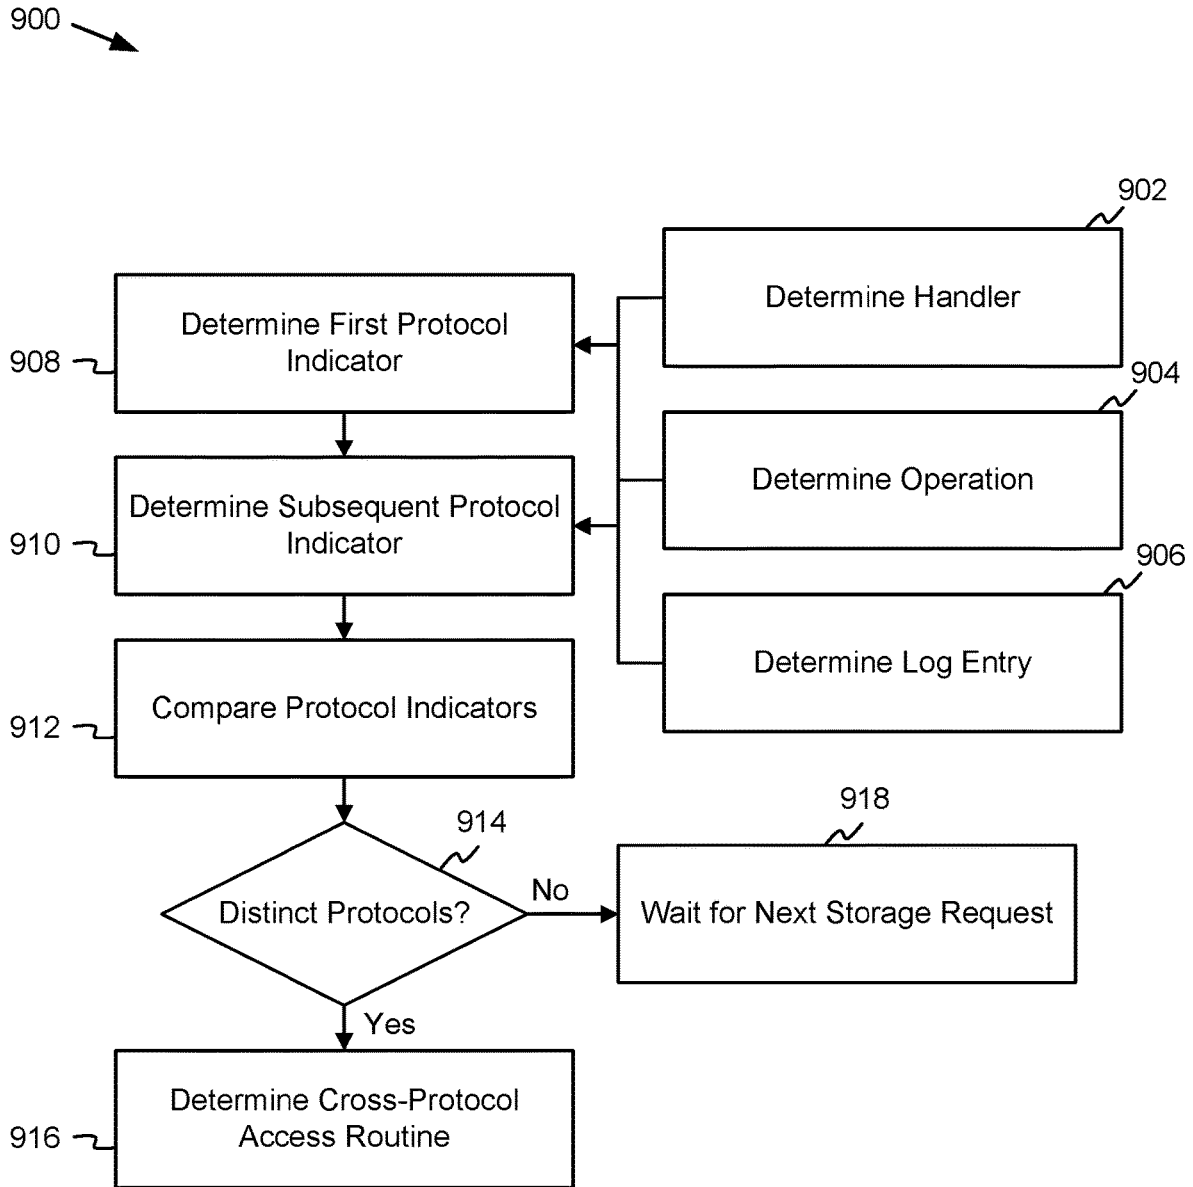 900
902
Determine Handler
Determine First Protocol
Indicator
908
904
Determine Operation
Determine Subsequent Protocol
Indicator
910
906
Determine Log Entry
Compare Protocol Indicators
912
914
Distinct Protocols?
No
918
Wait for Next Storage Request
Yes
Determine Cross-Protocol
Access Routine
916